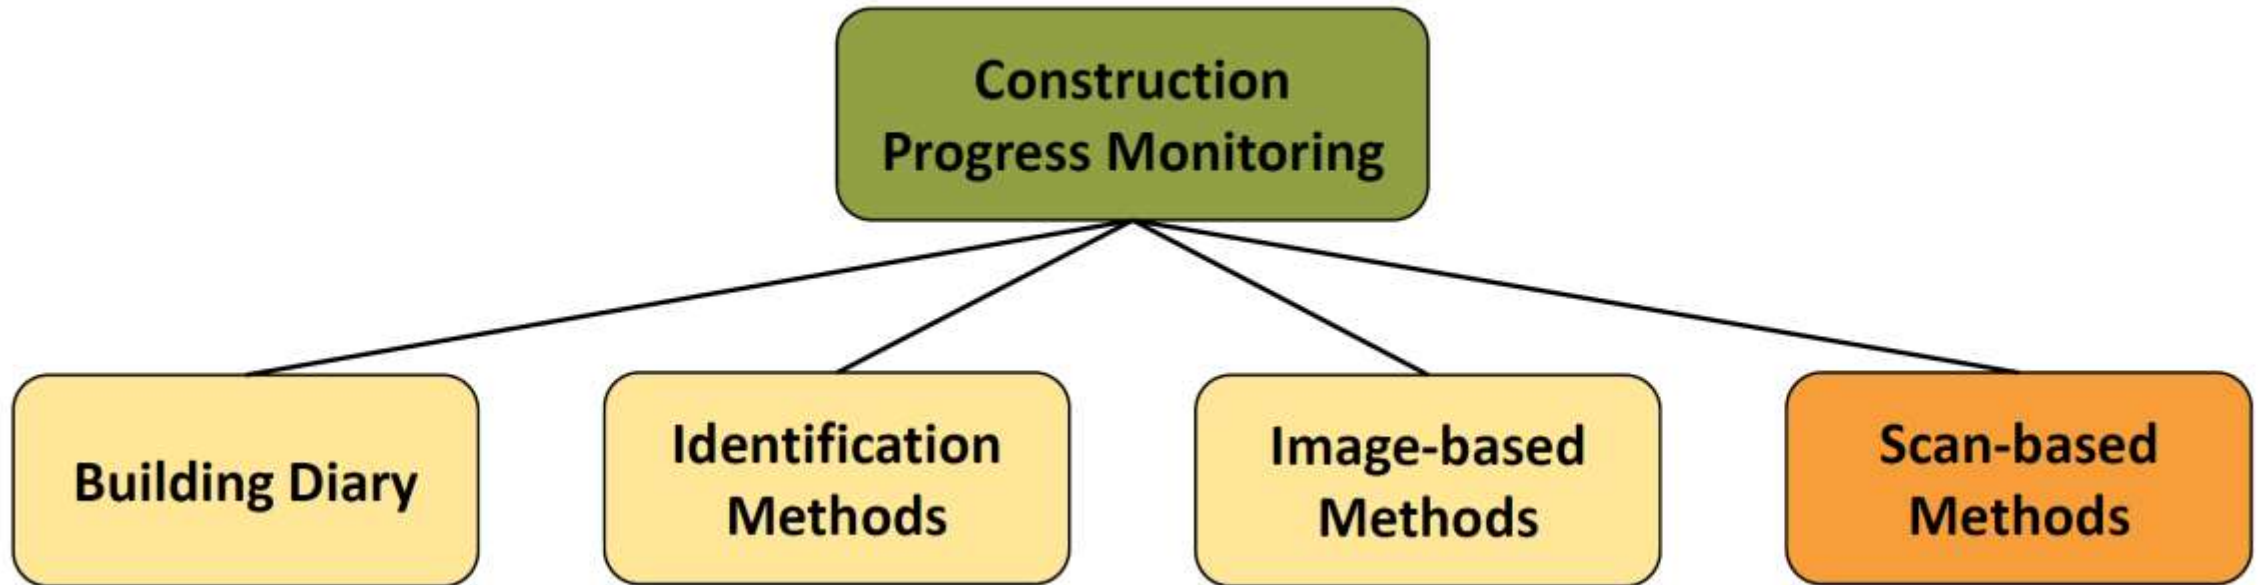 Construction
Progress Monitoring
Building Diary
Identification
Methods
Image-based
Methods
Scan-based
Methods